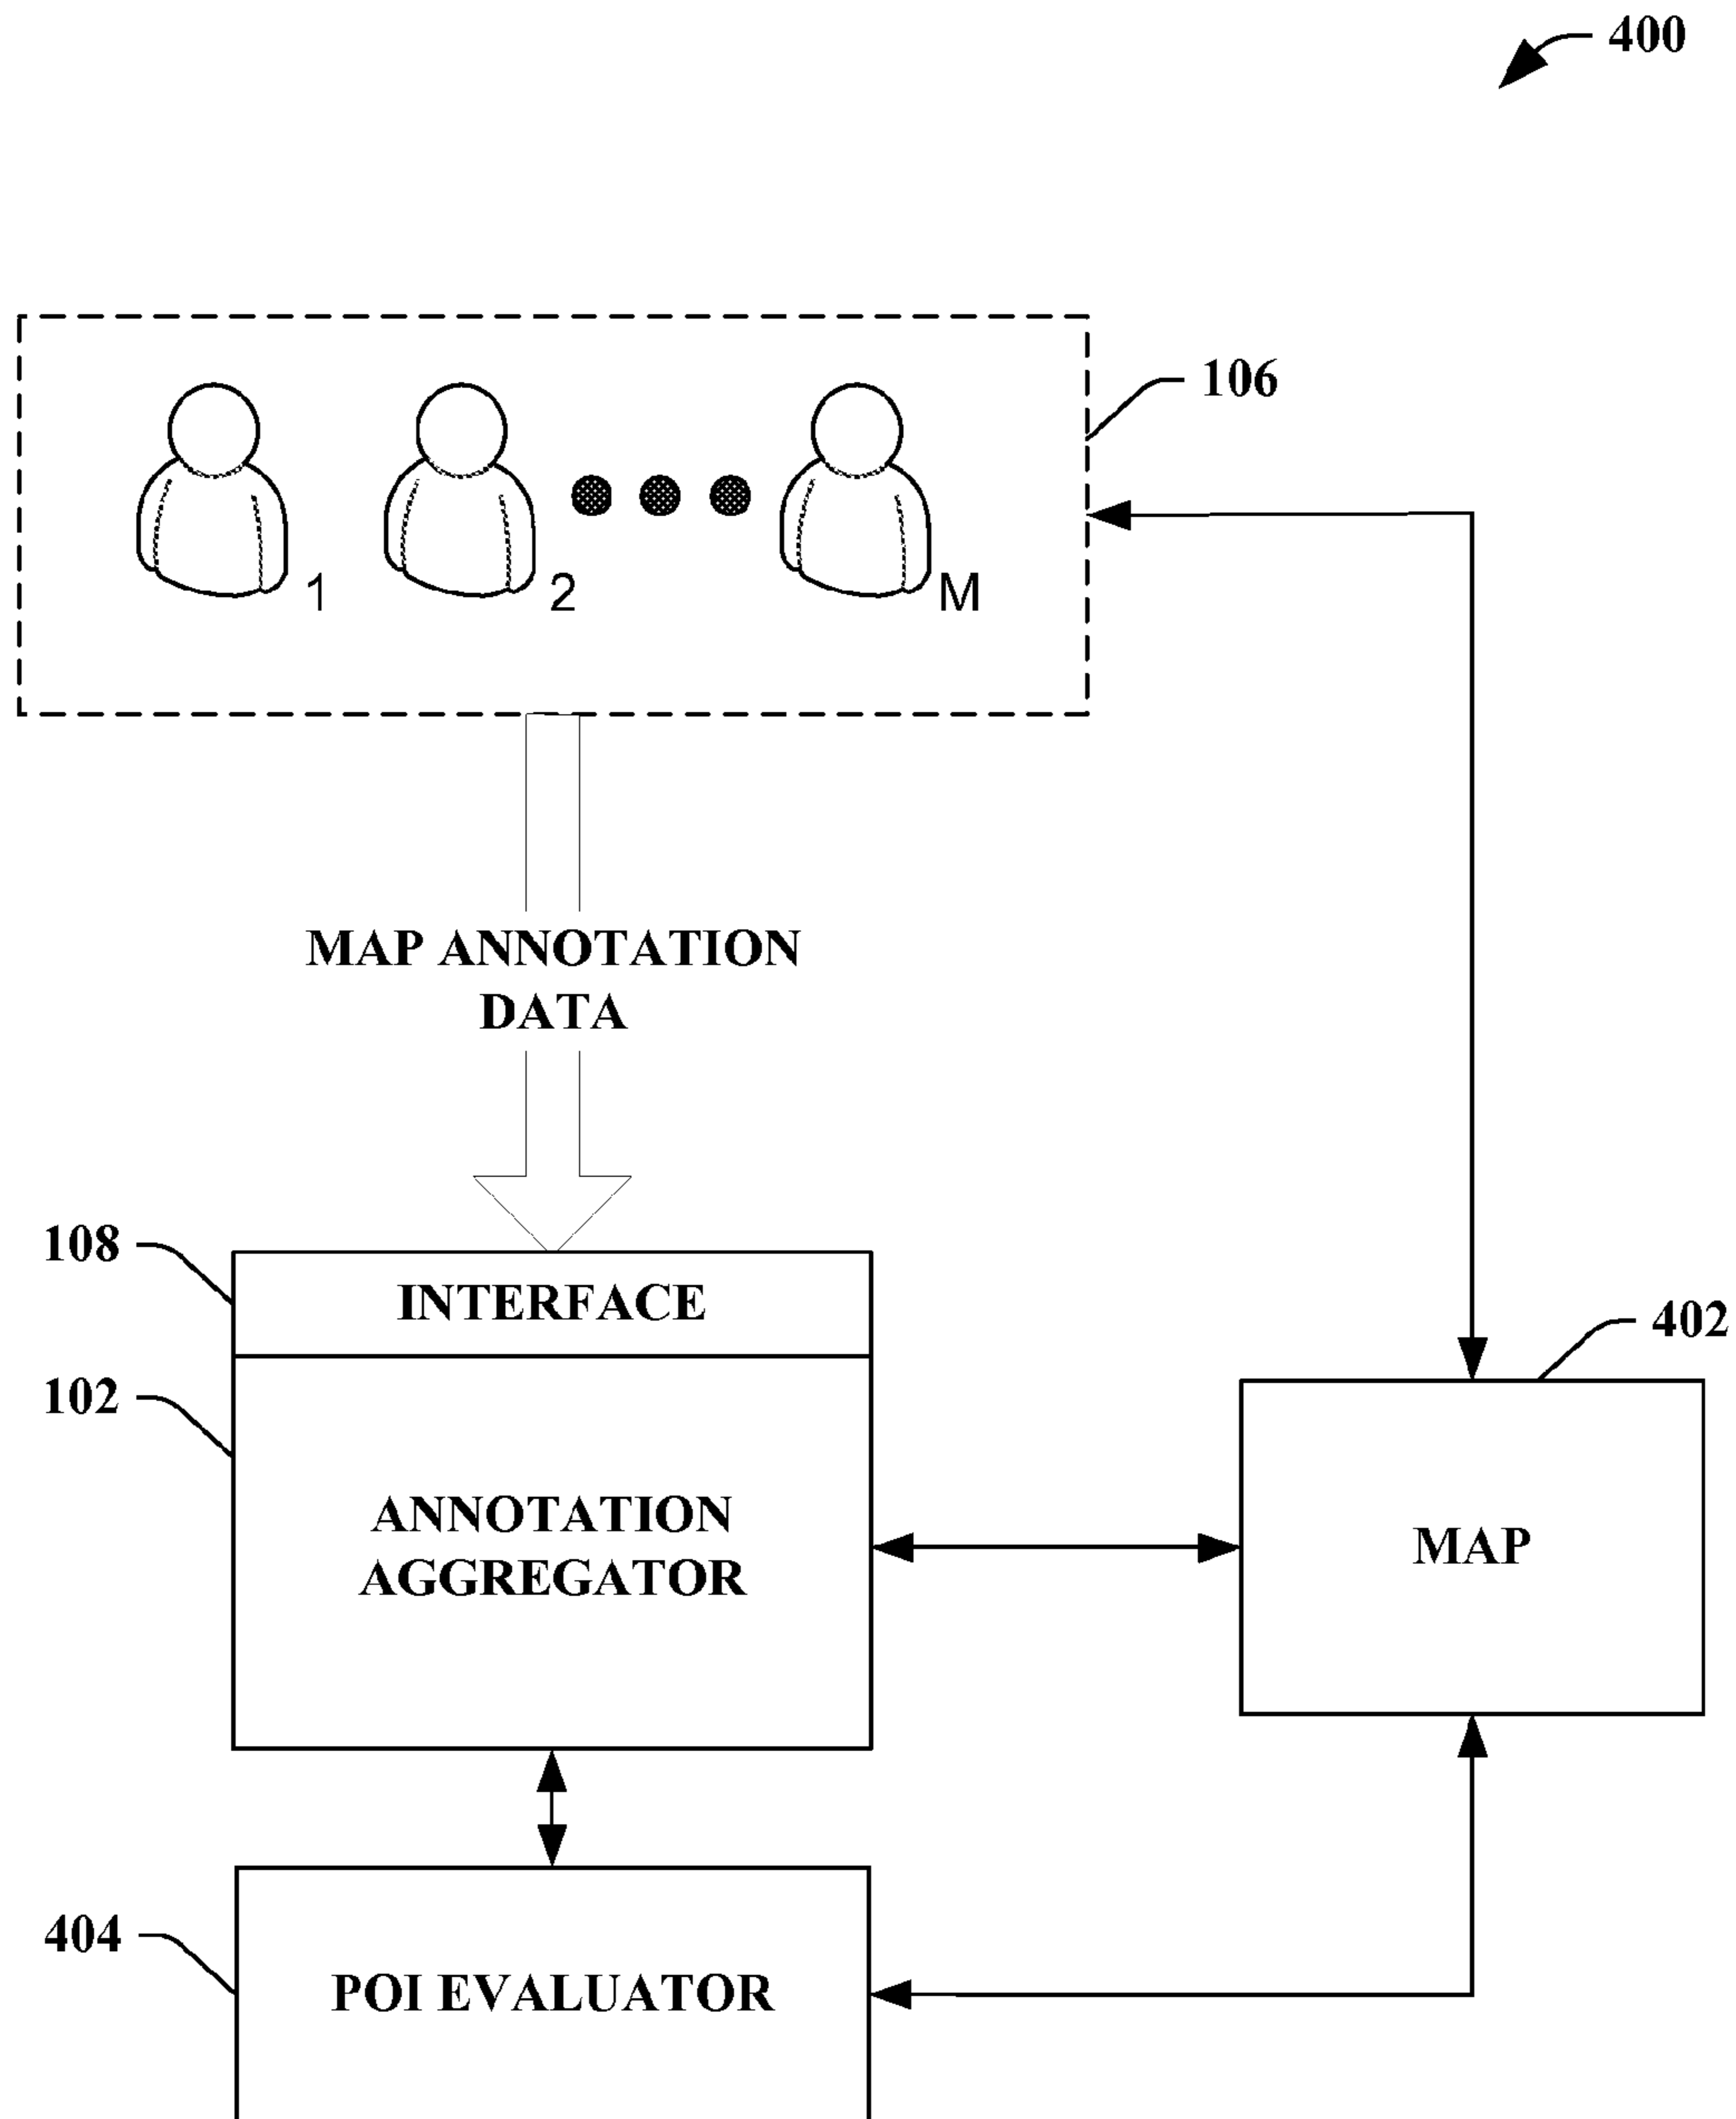 400
106
1
2
M
MAP ANNOTATION
DATA
108
INTERFACE
402
102
ANNOTATION
AGGREGATOR
MAP
404
POI EVALUATOR